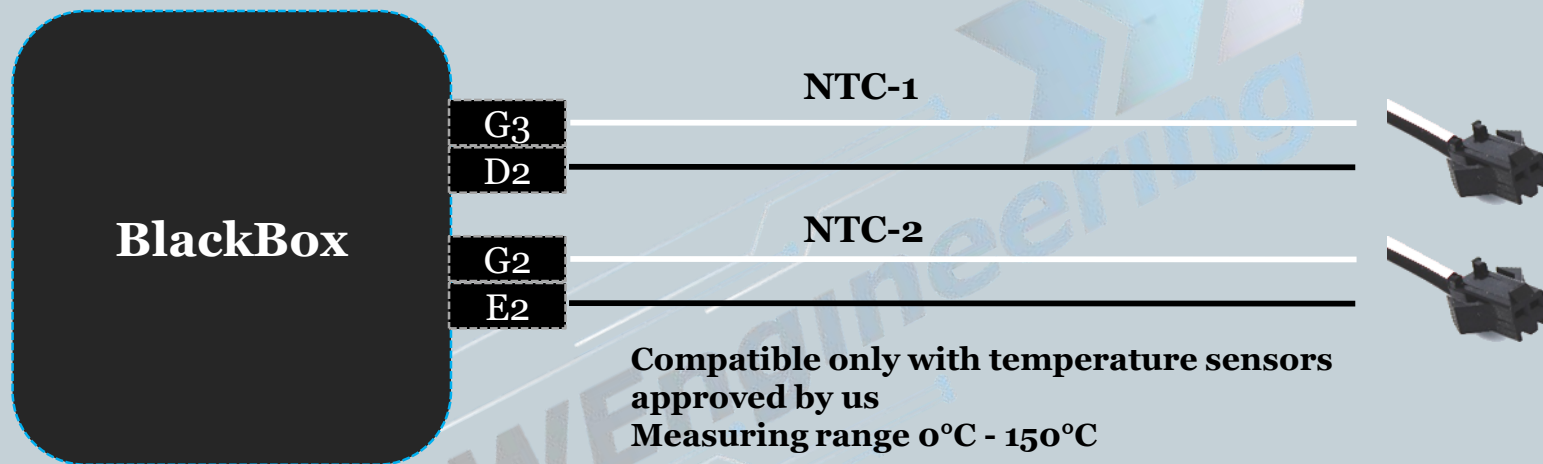 NTC-1
G3
D2
BlackBox
NTC-2
G2
E2
Compatible only with temperature sensors
approved by us
Measuring range 0°C - 150°C
WEngineering